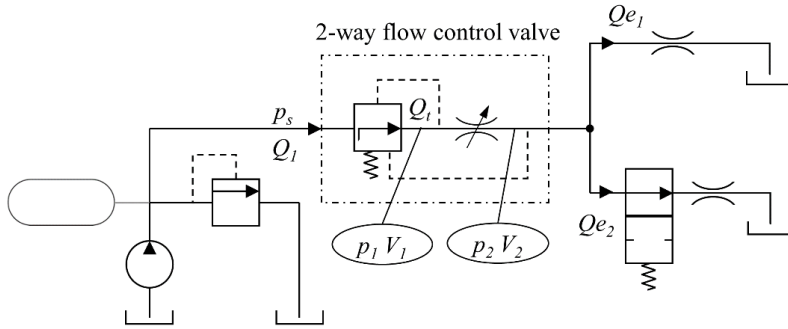 Qe1
2-way flow control valve
ps
Qt
Q1
Qe2
p1 V1
p2 V2